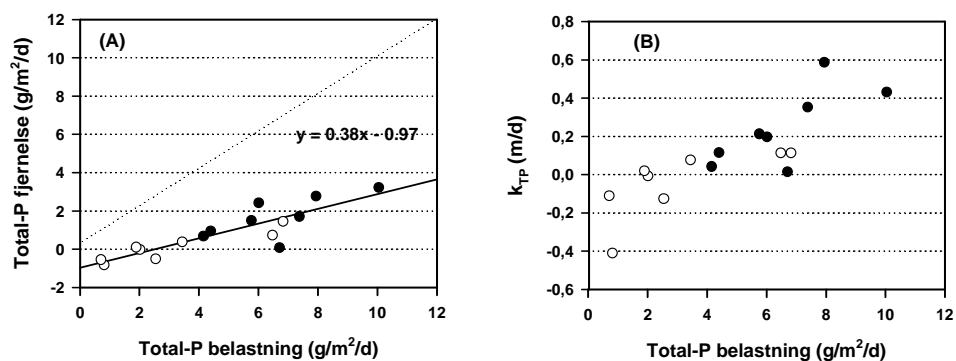 (A)
Total-P fjernelse (g/m²/d)
12
10
8
6
4
2
0
-2
y = 0.38x - 0.97
0 2 4 6 8 10 12
Total-P belastning (g/m²/d)
(B)
k_TP (m/d)
0,8
0,6
0,4
0,2
0,0
-0,2
-0,4
-0,6
0 2 4 6 8 10 12
Total-P belastning (g/m²/d)